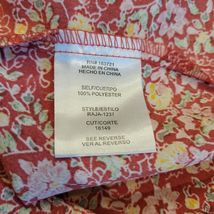 RN# 103721
MADE IN CHINA
HECHO EN CHINA
SELF/CUERPO
100% POLYESTER
STYLE/ESTILO
RAJA-1231
CUT/CORTE
18149
SEE REVERSE
VER AL REVERSO